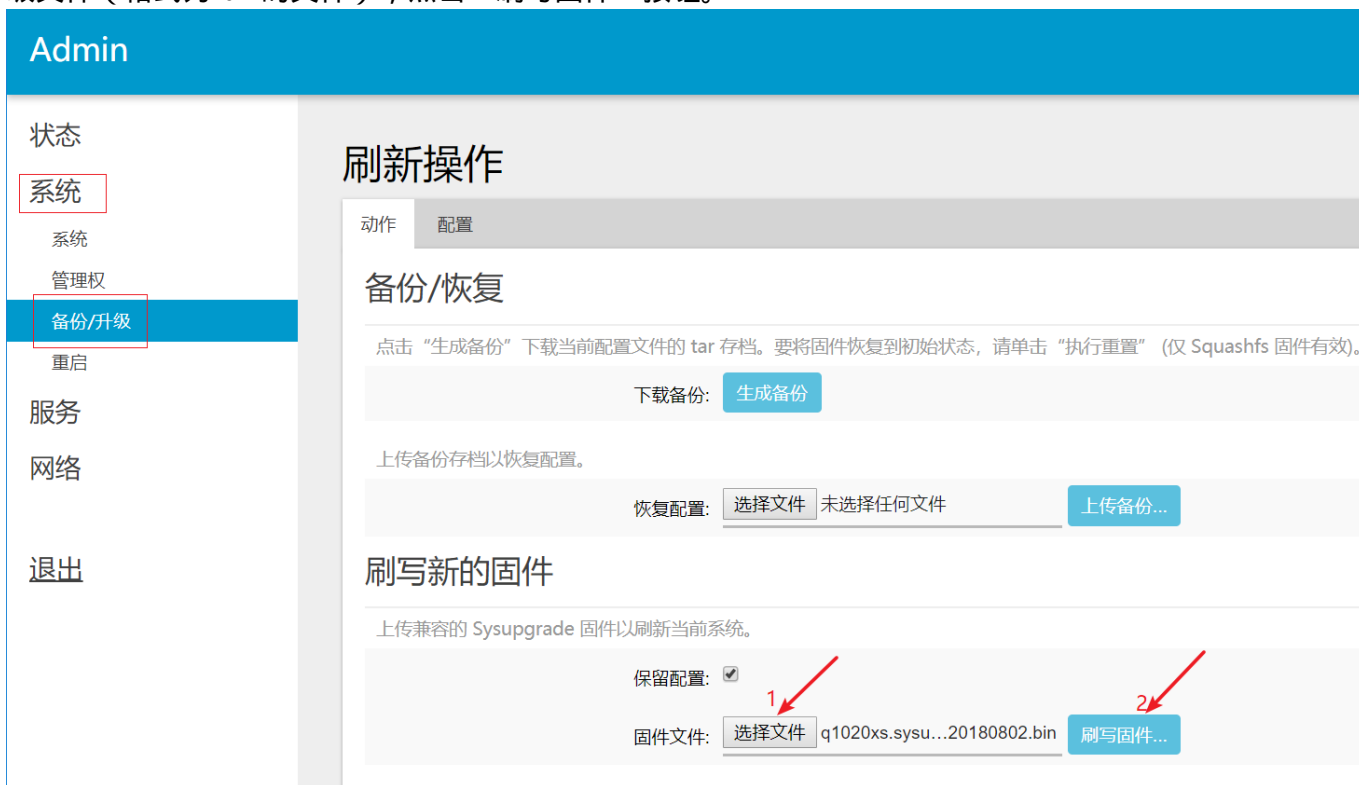 Admin
状态
系统
系统
管理权
备份/升级
重启
服务
网络
退出
刷新操作
动作 配置
备份/恢复
点击“生成备份”下载当前配置文件的 tar 存档。要将固件恢复到初始状态，请单击“执行重置” (仅 Squashfs 固件有效)。
下载备份: 生成备份
上传备份存档以恢复配置。
恢复配置: 选择文件 未选择任何文件 上传备份...
刷写新的固件
上传兼容的 Sysupgrade 固件以刷新当前系统。
保留配置:
1 2
固件文件: 选择文件 q1020xs.sysu…20180802.bin 刷写固件...